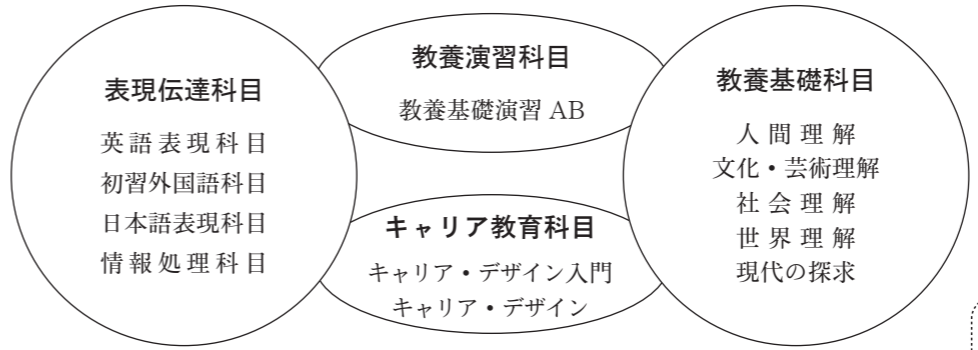 表現伝達科目
英語表現科目
初習外国語科目
日本語表現科目
情報処理科目
教養演習科目
教養基礎演習 AB
キャリア教育科目
キャリア・デザイン入門
キャリア・デザイン
教養基礎科目
人間理解
文化・芸術理解
社会理解
世界理解
現代の探求